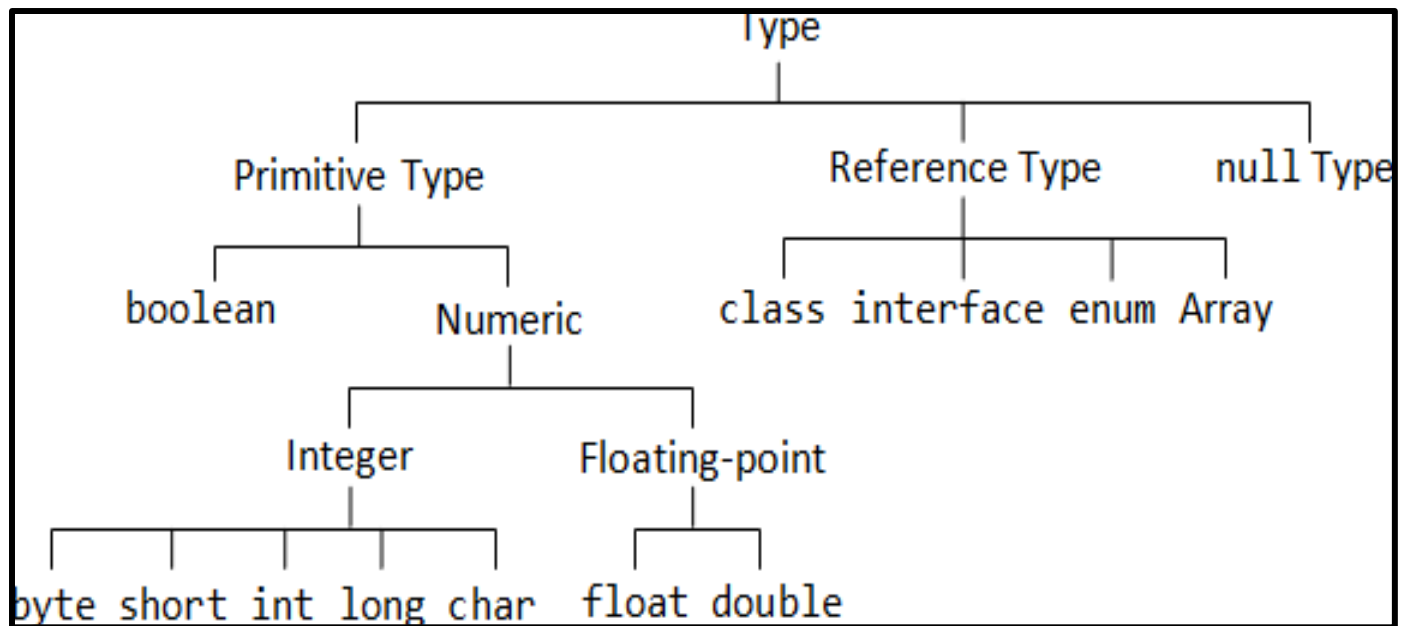 Type
Primitive Type Reference Type null Type
boolean Numeric class interface enum Array
Integer Floating-point
byte short int long char float double